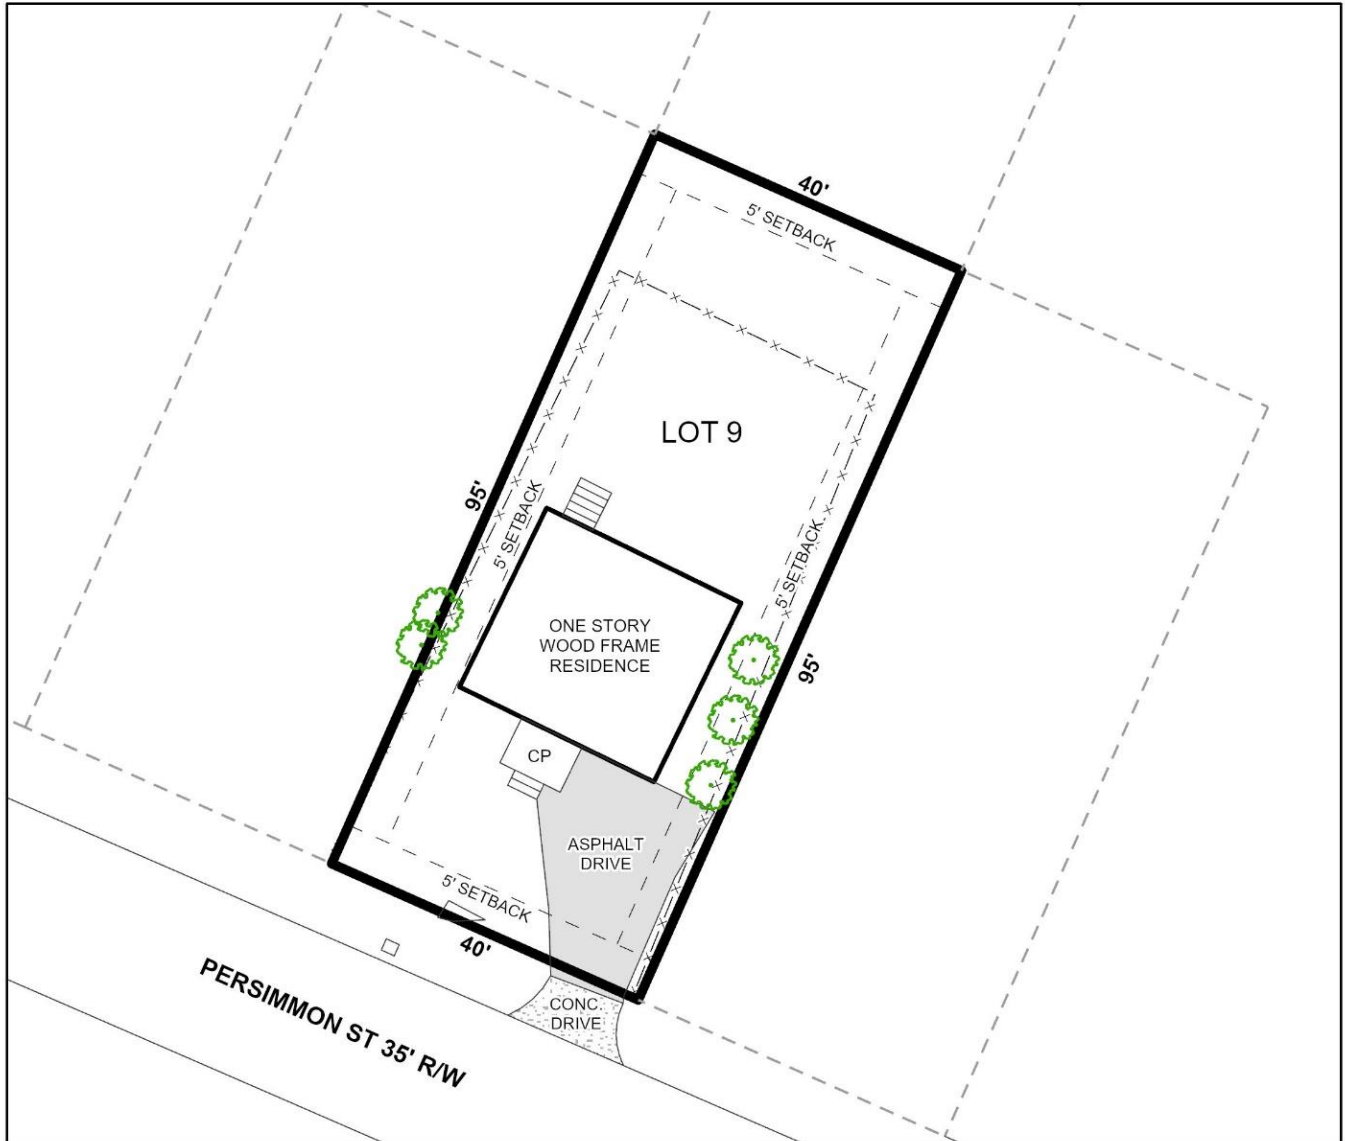 40'
5' SETBACK
LOT 9
95'
5' SETBACK
5' SETBACK
ONE STORY
WOOD FRAME
RESIDENCE
95'
CP
ASPHALT
DRIVE
5' SETBACK
40'
CONC.
DRIVE
PERSIMMON ST 35' R/W